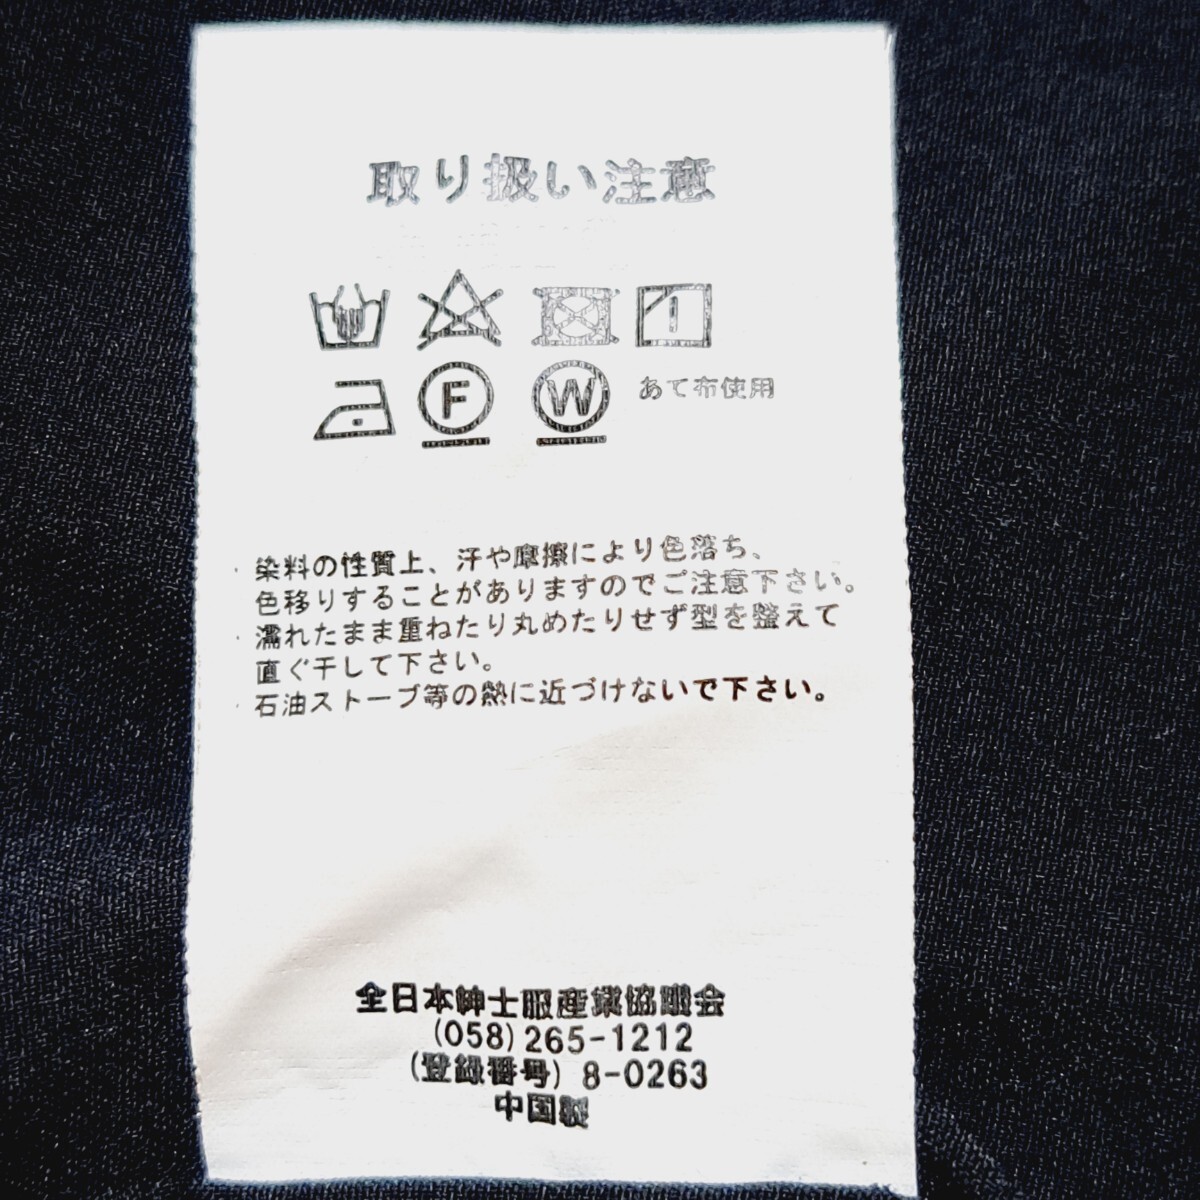 取り扱い注意
F W あて布使用
・染料の性質上、汗や摩擦により色落ち、
色移りすることがありますのでご注意下さい。
・濡れたまま重ねたり丸めたりせず型を整えて
直ぐ干して下さい。
・石油ストーブ等の熱に近づけないで下さい。
全日本紳士服産業協議会
(058)265-1212
(登録番号)8-0263
中国製